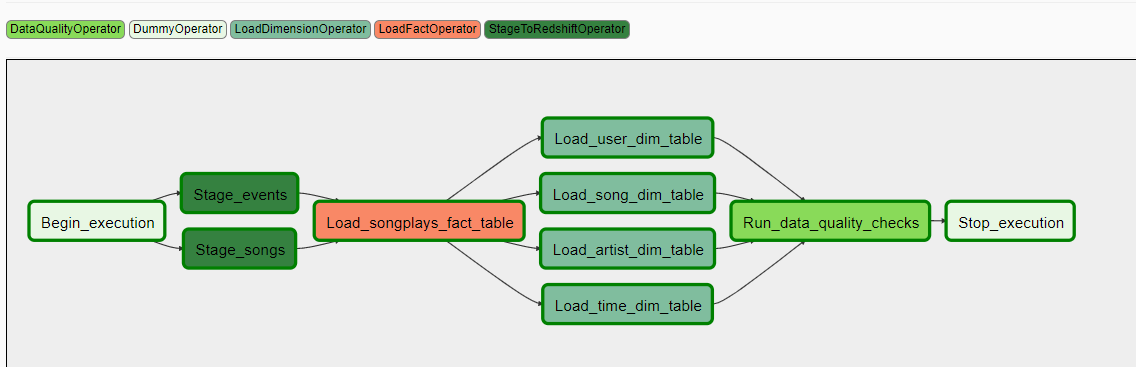 DataQualityOperator DummyOperator LoadDimensionOperator LoadFactOperator StageToRedshiftOperator
Begin_execution
Stage_events
Stage_songs
Load_songplays_fact_table
Load_user_dim_table
Load_song_dim_table
Load_artist_dim_table
Load_time_dim_table
Run_data_quality_checks
Stop_execution